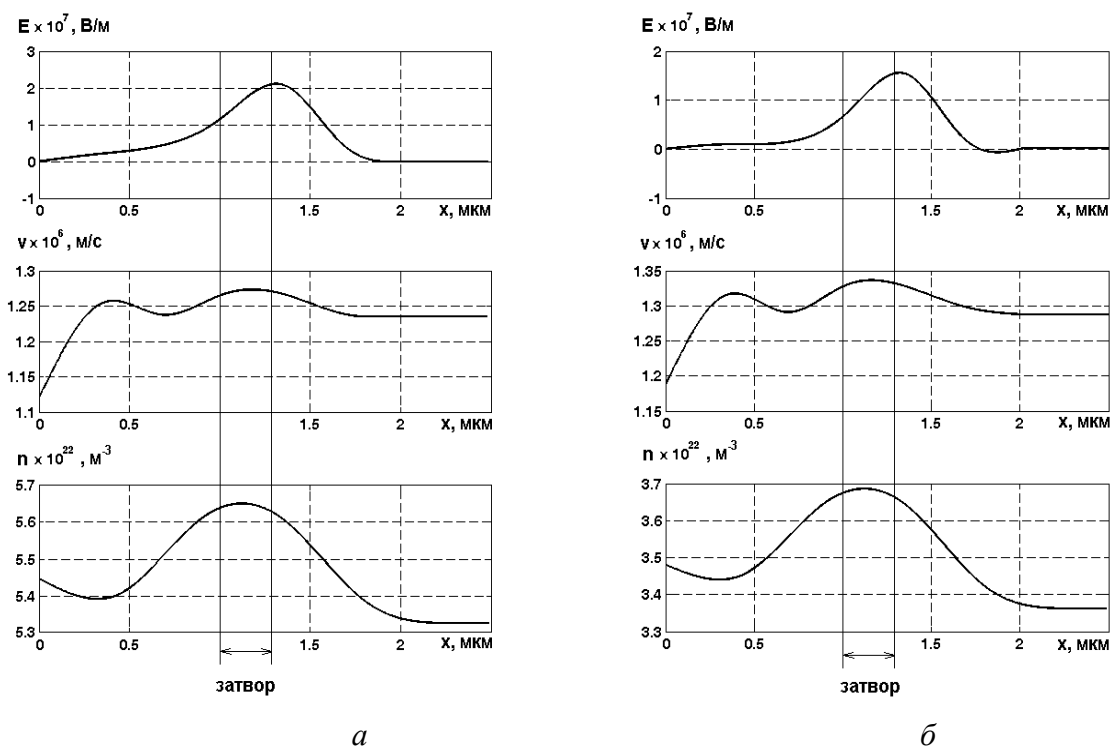 E × 10⁷, В/м
3
2
1
0
-1
0 0.5 1.5 2 х, мкм
v × 10⁶, м/с
1.3
1.25
1.2
1.15
1.1
0.5 1.5 2 х, мкм
n × 10²², м⁻³
5.7
5.6
5.5
5.4
5.3
0 0.5 1.5 2 х, мкм
затвор
а
E × 10⁷, В/м
2
1
0
-1
0 0.5 1.5 2 х, мкм
v × 10⁶, м/с
1.35
1.3
1.25
1.2
1.15
0.5 1.5 2 х, мкм
n × 10²², м⁻³
3.7
3.6
3.5
3.4
3.3
0 0.5 1.5 2 х, мкм
затвор
б